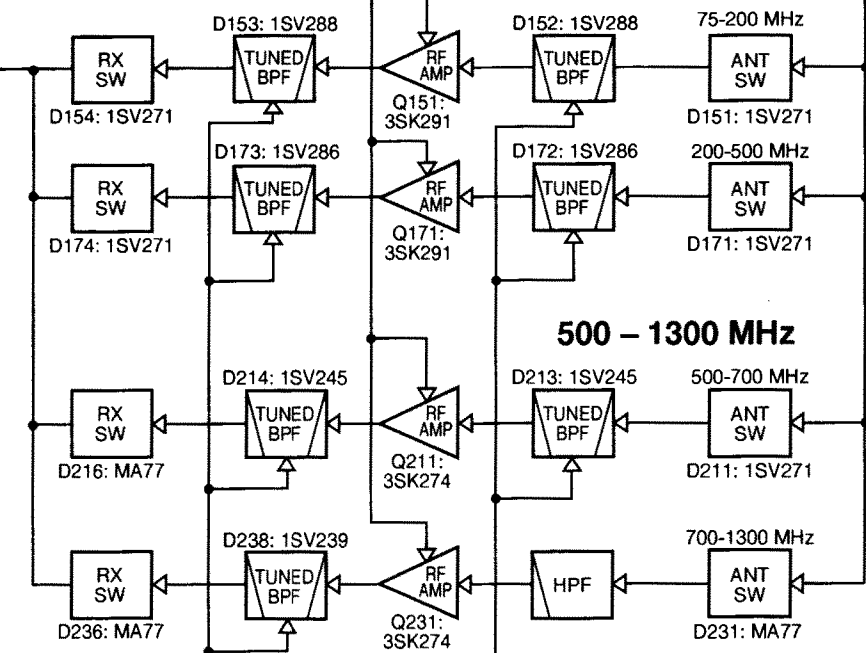 D153: 1SV288
D152: 1SV288
75-200 MHz
RX
SW
TUNED
BPF
RF
AMP
TUNED
BPF
ANT
SW
D154: 1SV271
Q151:
3SK291
D151: 1SV271
D173: 1SV286
D172: 1SV286
200-500 MHz
RX
SW
TUNED
BPF
RF
AMP
TUNED
BPF
ANT
SW
D174: 1SV271
Q171:
3SK291
D171: 1SV271
500 – 1300 MHz
D214: 1SV245
D213: 1SV245
500-700 MHz
RX
SW
TUNED
BPF
RF
AMP
TUNED
BPF
ANT
SW
D216: MA77
Q211:
3SK274
D211: 1SV271
D238: 1SV239
700-1300 MHz
RX
SW
TUNED
BPF
RF
AMP
HPF
ANT
SW
D236: MA77
Q231:
3SK274
D231: MA77